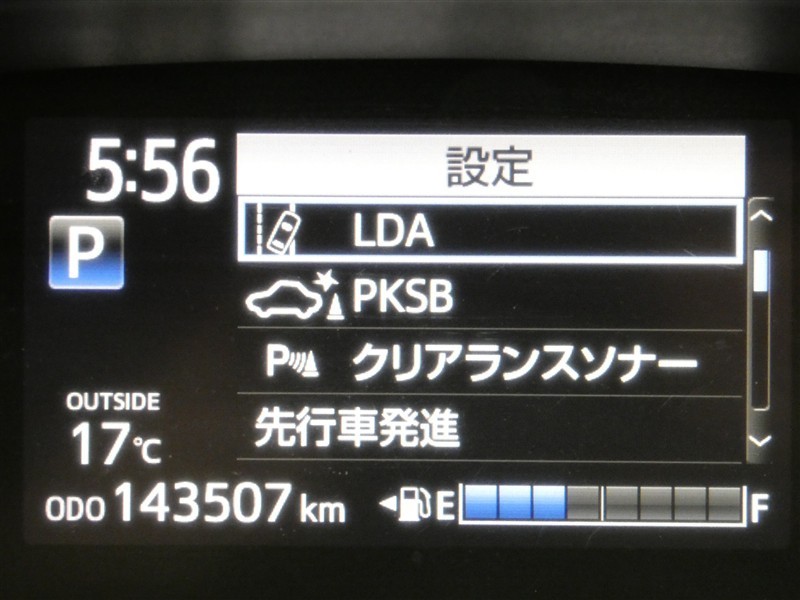 5:56
設定
P
LDA
PKSB
P クリアランスソナー
先行車発進
OUTSIDE
17℃
ODO 143507 km
E F